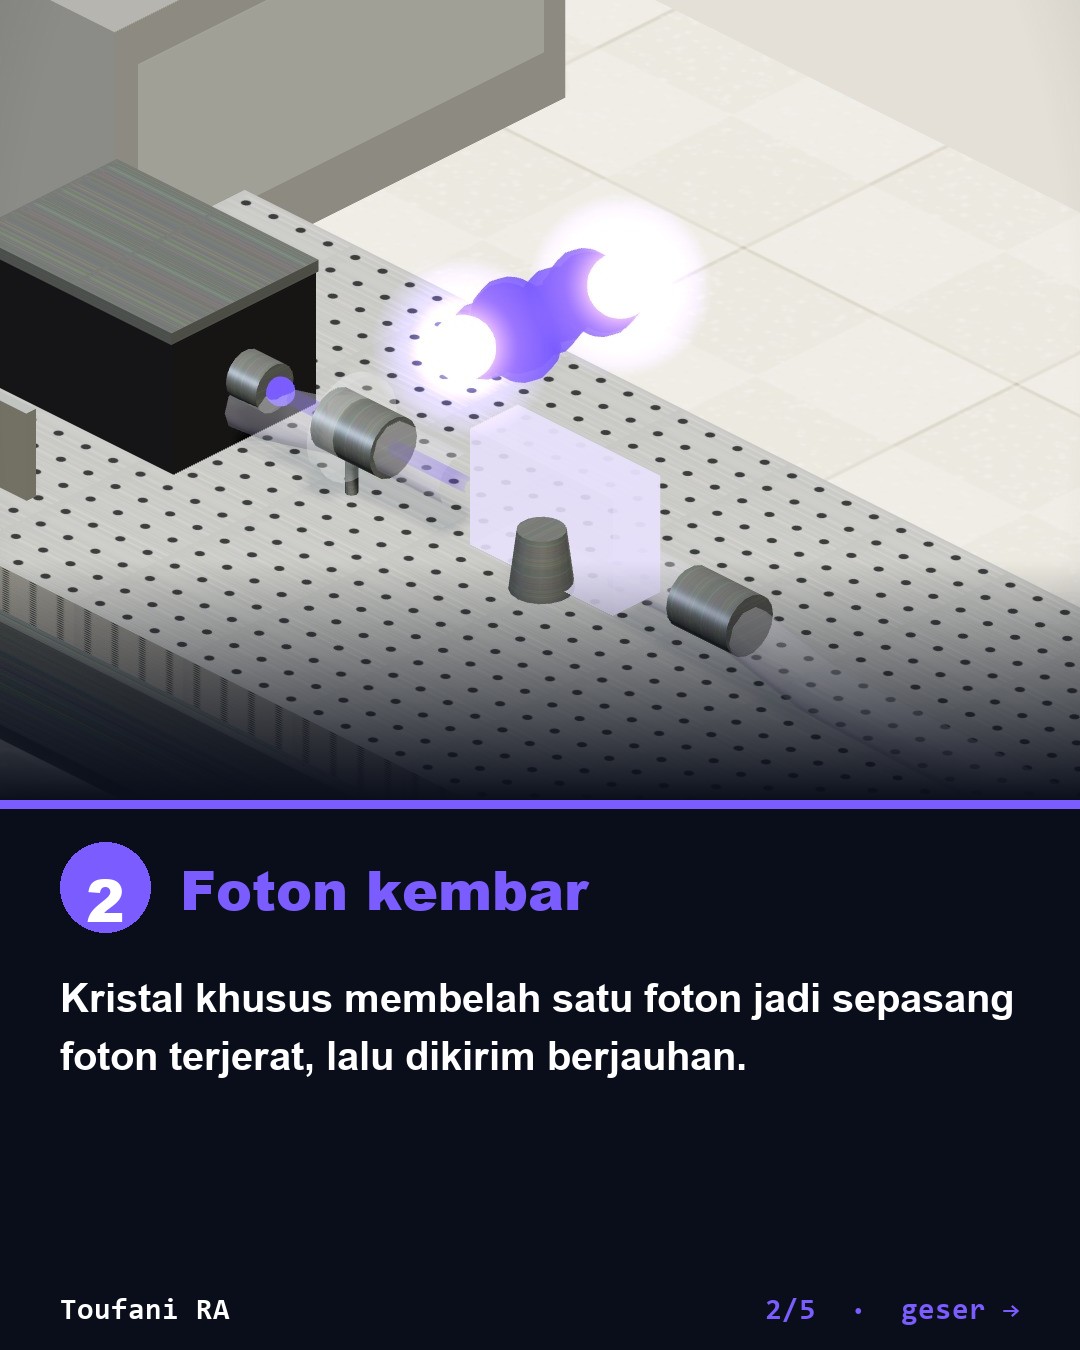 2 Foton kembar
Kristal khusus membelah satu foton jadi sepasang
foton terjerat, lalu dikirim berjauhan.
Toufani RA
2/5 · geser →